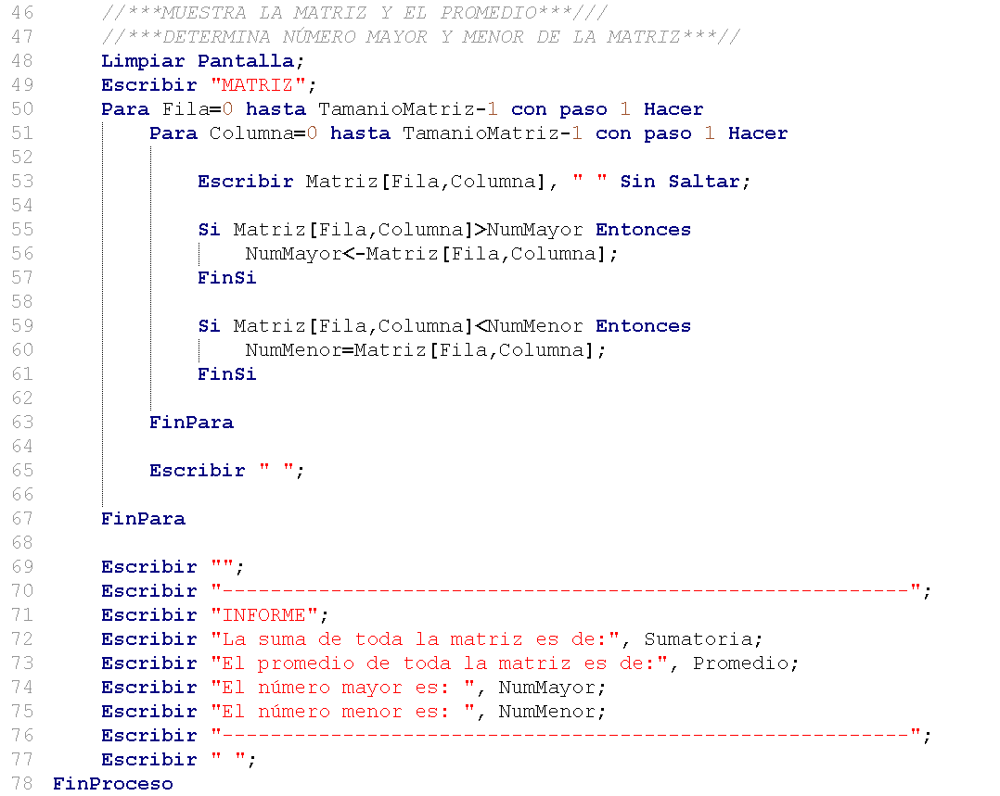 46 //***MUESTRA LA MATRIZ Y EL PROMEDIO***///
47 //***DETERMINA NÚMERO MAYOR Y MENOR DE LA MATRIZ***//
48 Limpiar Pantalla;
49 Escribir "MATRIZ";
50 Para Fila=0 hasta TamanioMatriz-1 con paso 1 Hacer
51 Para Columna=0 hasta TamanioMatriz-1 con paso 1 Hacer
52
53 Escribir Matriz[Fila,Columna], " " Sin Saltar;
54
55 Si Matriz[Fila,Columna]>NumMayor Entonces
56 NumMayor<-Matriz[Fila,Columna];
57 FinSi
58
59 Si Matriz[Fila,Columna]<NumMenor Entonces
60 NumMenor=Matriz[Fila,Columna];
61 FinSi
62
63 FinPara
64
65 Escribir " ";
66
67 FinPara
68
69 Escribir "";
70 Escribir "---------------------------------------------------------";
71 Escribir "INFORME";
72 Escribir "La suma de toda la matriz es de:", Sumatoria;
73 Escribir "El promedio de toda la matriz es de:", Promedio;
74 Escribir "El número mayor es: ", NumMayor;
75 Escribir "El número menor es: ", NumMenor;
76 Escribir "---------------------------------------------------------";
77 Escribir " ";
78 FinProceso